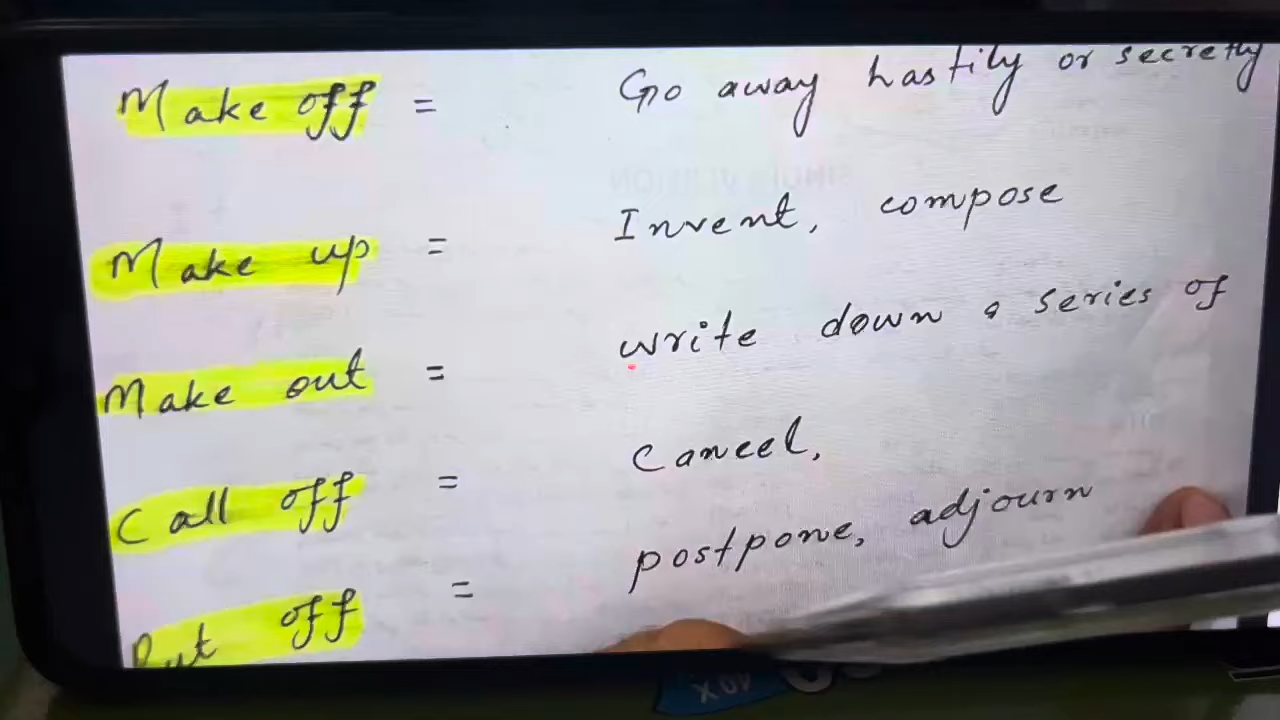 Make off = Go away hastily or secretly
Make up = Invent, compose
Make out = write down a series of
Call off = Cancel,
Put off = postpone, adjourn